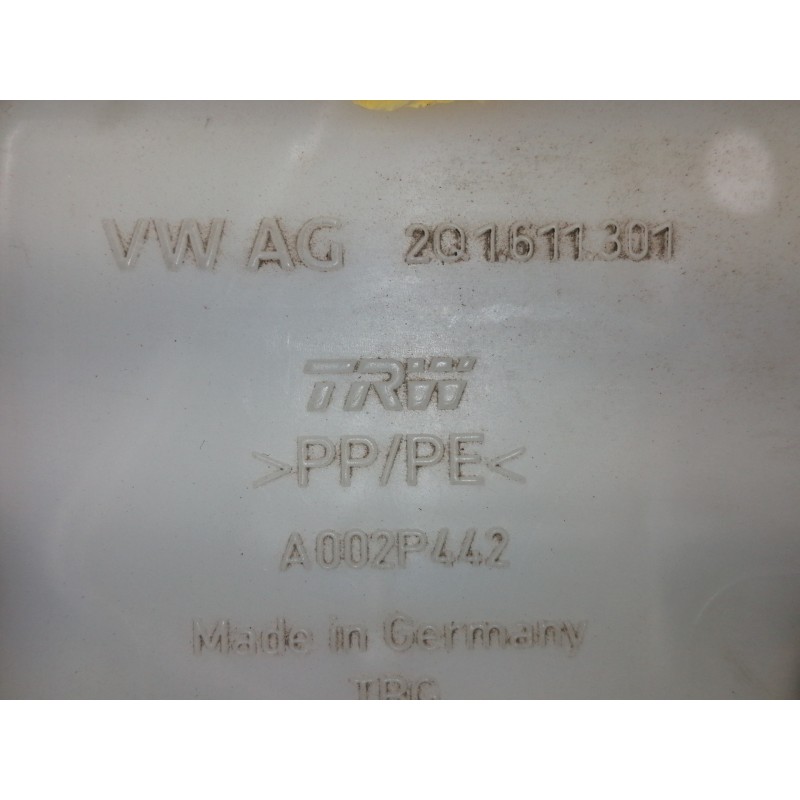 VW AG 2Q1.611.301
TRW
>PP/PE<
A002P442
Made in Germany